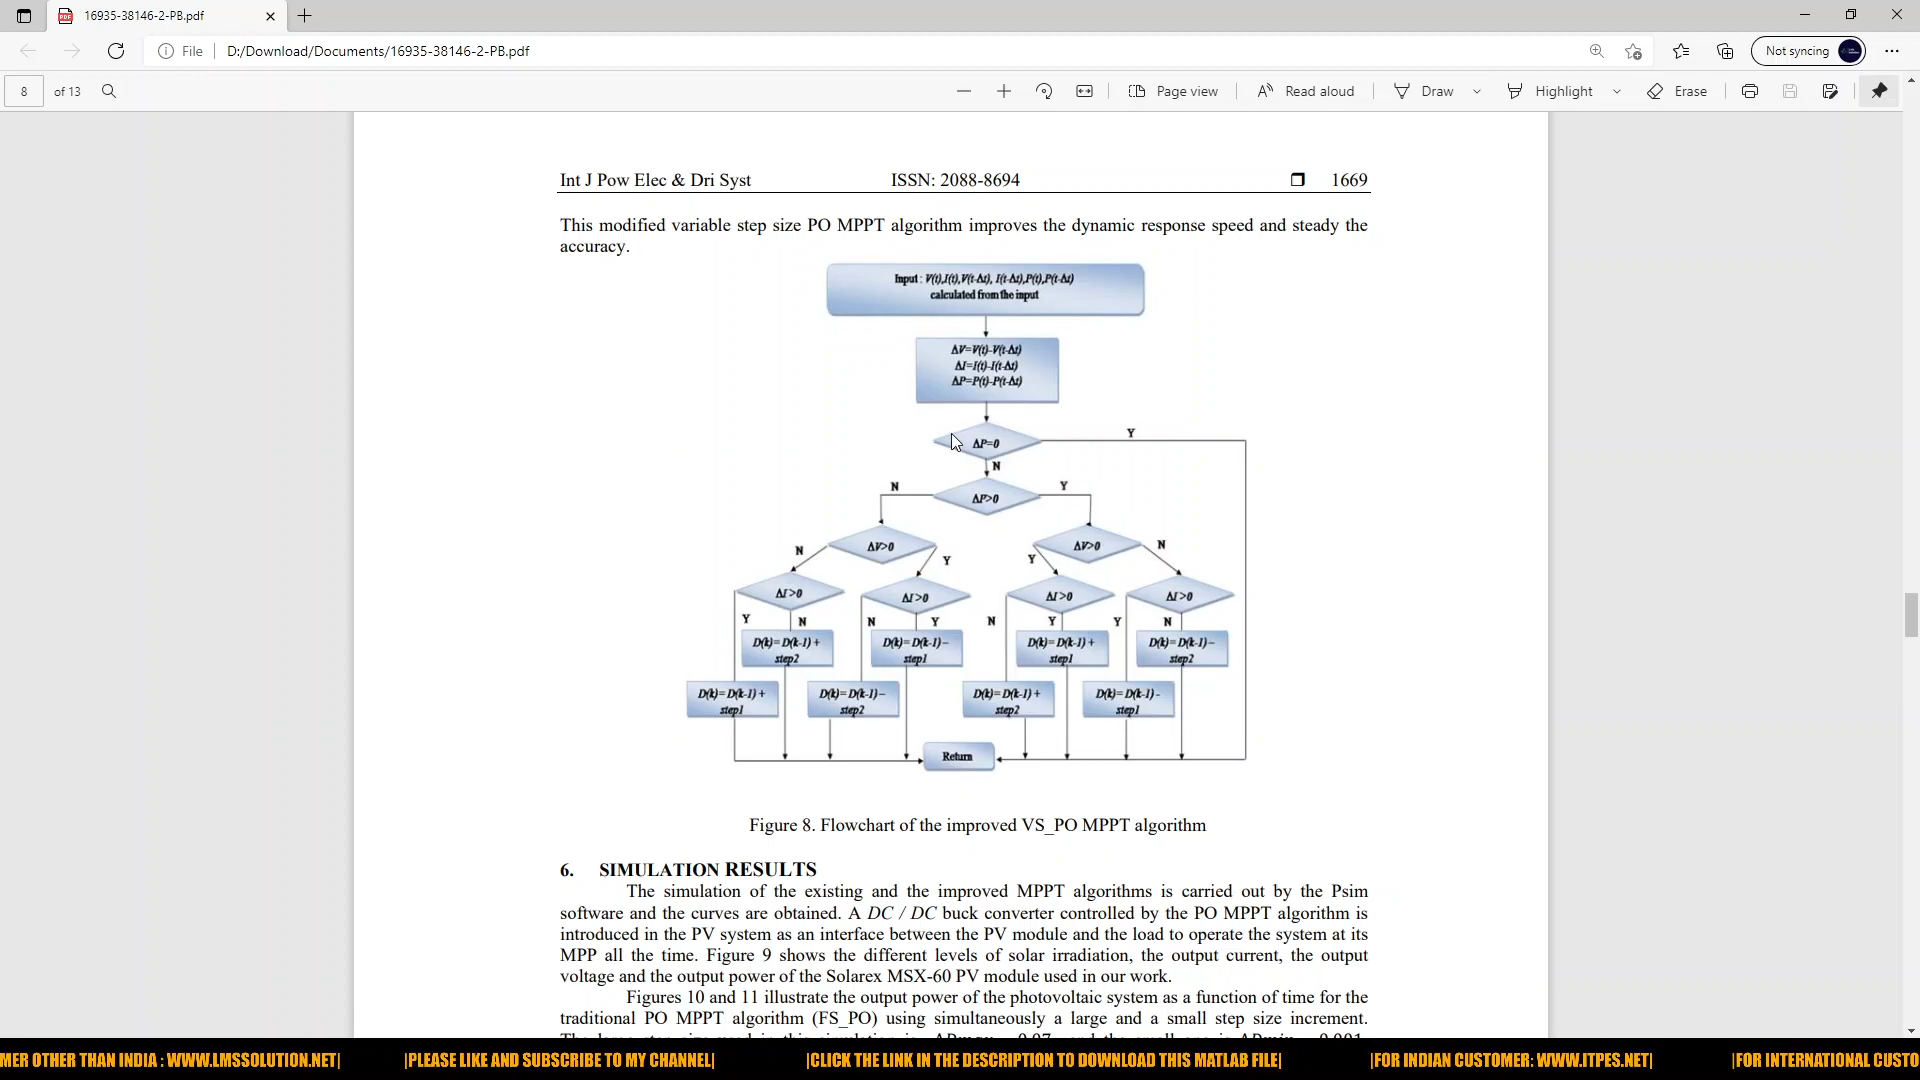 16935-38146-2-PB.pdf
File
D:/Download/Documents/16935-38146-2-PB.pdf
Not syncing
8 of 13
Page view
Read aloud
Draw
Highlight
Erase
Int J Pow Elec & Dri Syst ISSN: 2088-8694 1669
This modified variable step size PO MPPT algorithm improves the dynamic response speed and steady the
accuracy.
Input : V(t),I(t),V(t-Δt), I(t-Δt),P(t),P(t-Δt)
calculated from the input
ΔV=V(t)-V(t-Δt)
ΔI=I(t)-I(t-Δt)
ΔP=P(t)-P(t-Δt)
ΔP=0
Y
N
ΔP>0
N
Y
ΔV>0
ΔV>0
N
Y
Y
N
ΔI>0
ΔI>0
ΔI>0
ΔI>0
Y
N
N
Y
N
Y
Y
N
D(k)=D(k-1)+
step2
D(k)=D(k-1)-
step1
D(k)=D(k-1)+
step1
D(k)=D(k-1)-
step2
D(k)=D(k-1)+
step1
D(k)=D(k-1)-
step2
D(k)=D(k-1)+
step2
D(k)=D(k-1)-
step1
Return
Figure 8. Flowchart of the improved VS_PO MPPT algorithm
6. SIMULATION RESULTS
The simulation of the existing and the improved MPPT algorithms is carried out by the Psim
software and the curves are obtained. A DC / DC buck converter controlled by the PO MPPT algorithm is
introduced in the PV system as an interface between the PV module and the load to operate the system at its
MPP all the time. Figure 9 shows the different levels of solar irradiation, the output current, the output
voltage and the output power of the Solarex MSX-60 PV module used in our work.
Figures 10 and 11 illustrate the output power of the photovoltaic system as a function of time for the
traditional PO MPPT algorithm (FS_PO) using simultaneously a large and a small step size increment.
MER OTHER THAN INDIA : WWW.LMSSOLUTION.NET| |PLEASE LIKE AND SUBSCRIBE TO MY CHANNEL| |CLICK THE LINK IN THE DESCRIPTION TO DOWNLOAD THIS MATLAB FILE| |FOR INDIAN CUSTOMER: WWW.ITPES.NET| |FOR INTERNATIONAL CUSTO